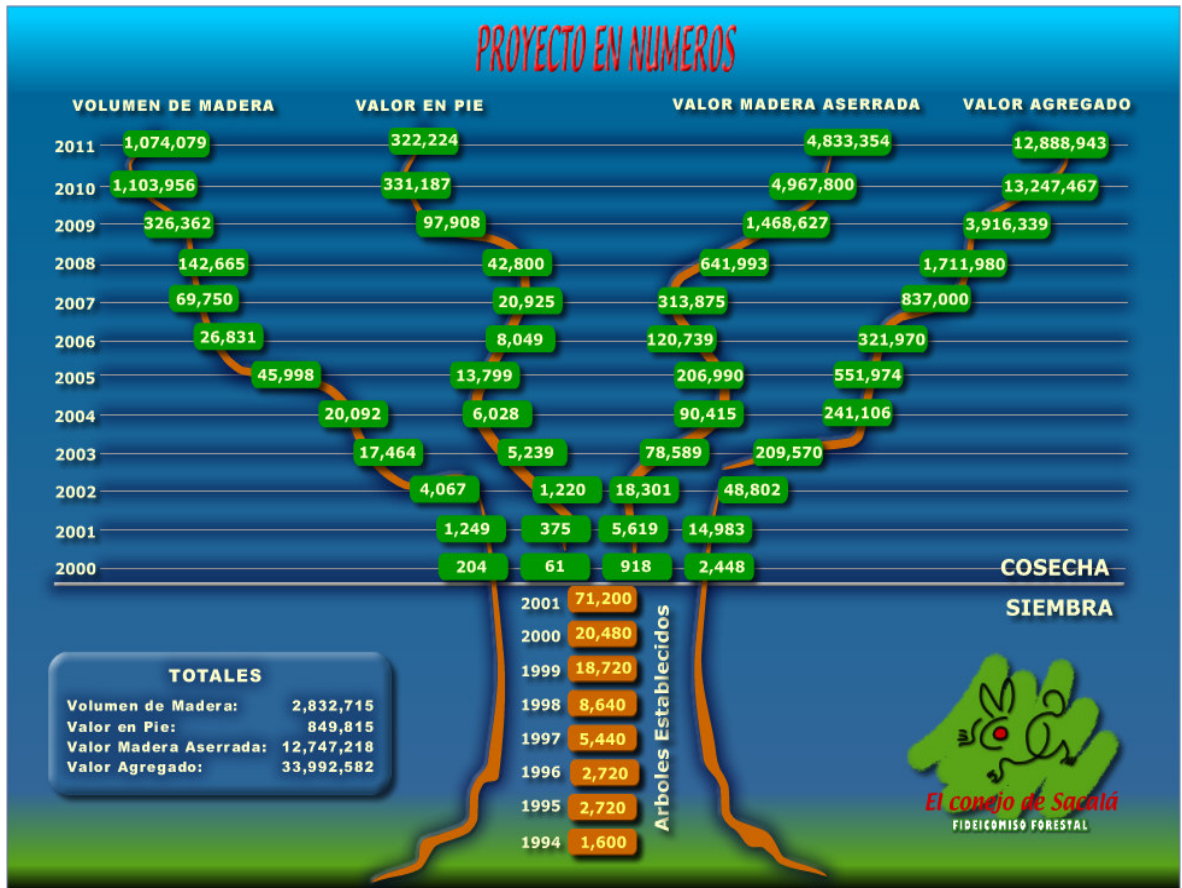 PROYECTO EN NUMEROS
VOLUMEN DE MADERA VALOR EN PIE VALOR MADERA ASERRADA VALOR AGREGADO
2011 1,074,079 322,224 4,833,354 12,888,943
2010 1,103,956 331,187 4,967,800 13,247,467
2009 326,362 97,908 1,468,627 3,916,339
2008 142,665 42,800 641,993 1,711,980
2007 69,750 20,925 313,875 837,000
2006 26,831 8,049 120,739 321,970
2005 45,998 13,799 206,990 551,974
2004 20,092 6,028 90,415 241,106
2003 17,464 5,239 78,589 209,570
2002 4,067 1,220 18,301 48,802
2001 1,249 375 5,619 14,983
2000 204 61 918 2,448 COSECHA
SIEMBRA
2001 71,200
2000 20,480
1999 18,720
1998 8,640
1997 5,440
1996 2,720
1995 2,720
1994 1,600
Arboles Establecidos
TOTALES
Volumen de Madera: 2,832,715
Valor en Pie: 849,815
Valor Madera Aserrada: 12,747,218
Valor Agregado: 33,992,582
El conejo de Sacalá
FIDEICOMISO FORESTAL